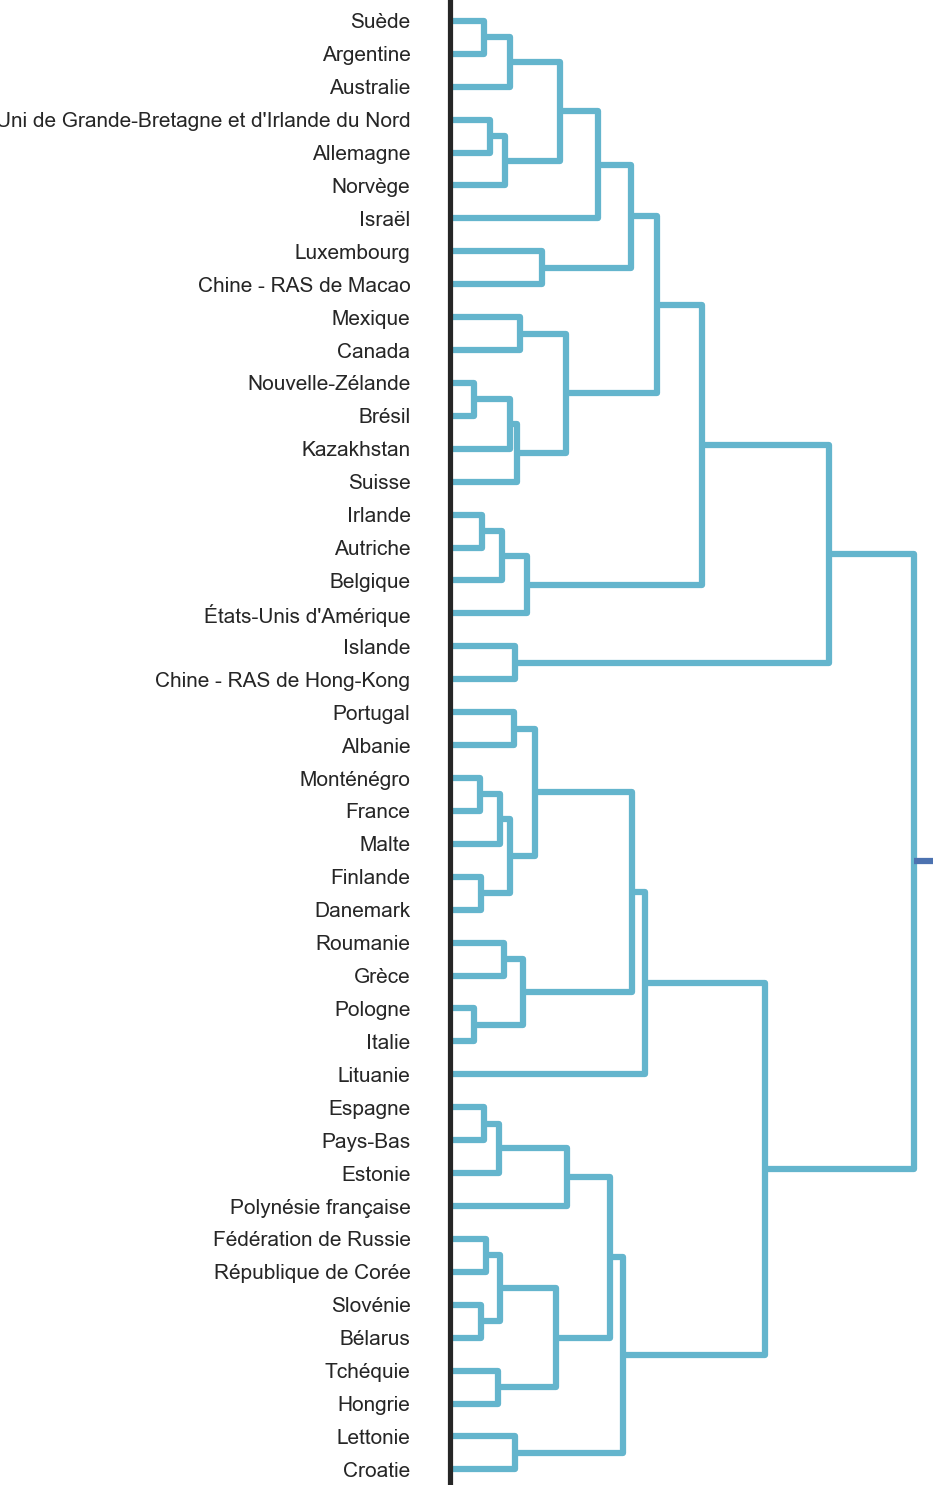 Suède
Argentine
Australie
Uni de Grande-Bretagne et d'Irlande du Nord
Allemagne
Norvège
Israël
Luxembourg
Chine - RAS de Macao
Mexique
Canada
Nouvelle-Zélande
Brésil
Kazakhstan
Suisse
Irlande
Autriche
Belgique
États-Unis d'Amérique
Islande
Chine - RAS de Hong-Kong
Portugal
Albanie
Monténégro
France
Malte
Finlande
Danemark
Roumanie
Grèce
Pologne
Italie
Lituanie
Espagne
Pays-Bas
Estonie
Polynésie française
Fédération de Russie
République de Corée
Slovénie
Bélarus
Tchéquie
Hongrie
Lettonie
Croatie